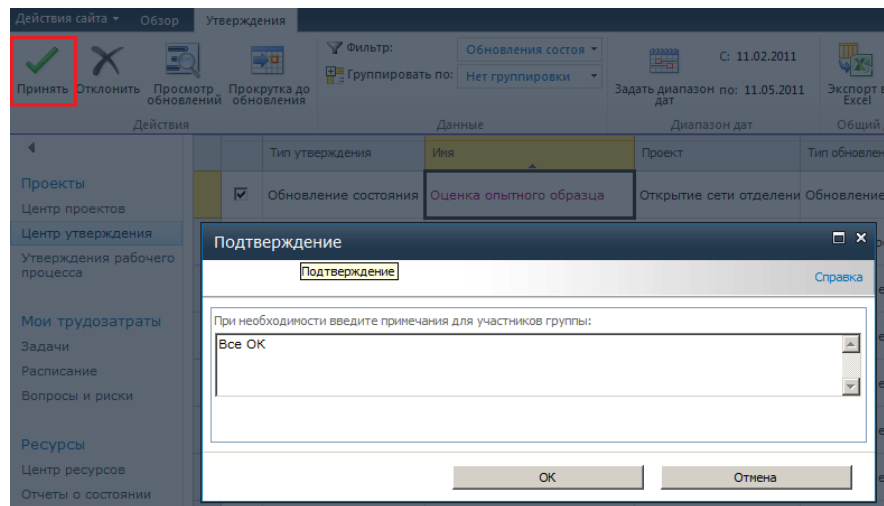 Действия сайта Обзор Утверждения
Фильтр: Обновления состоя
Группировать по: Нет группировки
С: 11.02.2011
по: 11.05.2011
Принять Отклонить Просмотр обновлений Прокрутка до обновления
Задать диапазон дат
Экспорт в Excel
Действия Данные Диапазон дат Общий
Тип утверждения Имя Проект Тип обновлен
Обновление состояния Оценка опытного образца Открытие сети отделени Обновление
Проекты
Центр проектов
Центр утверждения
Утверждения рабочего
процесса
Мои трудозатраты
Задачи
Расписание
Вопросы и риски
Ресурсы
Центр ресурсов
Отчеты о состоянии
Подтверждение
Подтверждение
Справка
При необходимости введите примечания для участников группы:
Все ОК
ОК Отмена